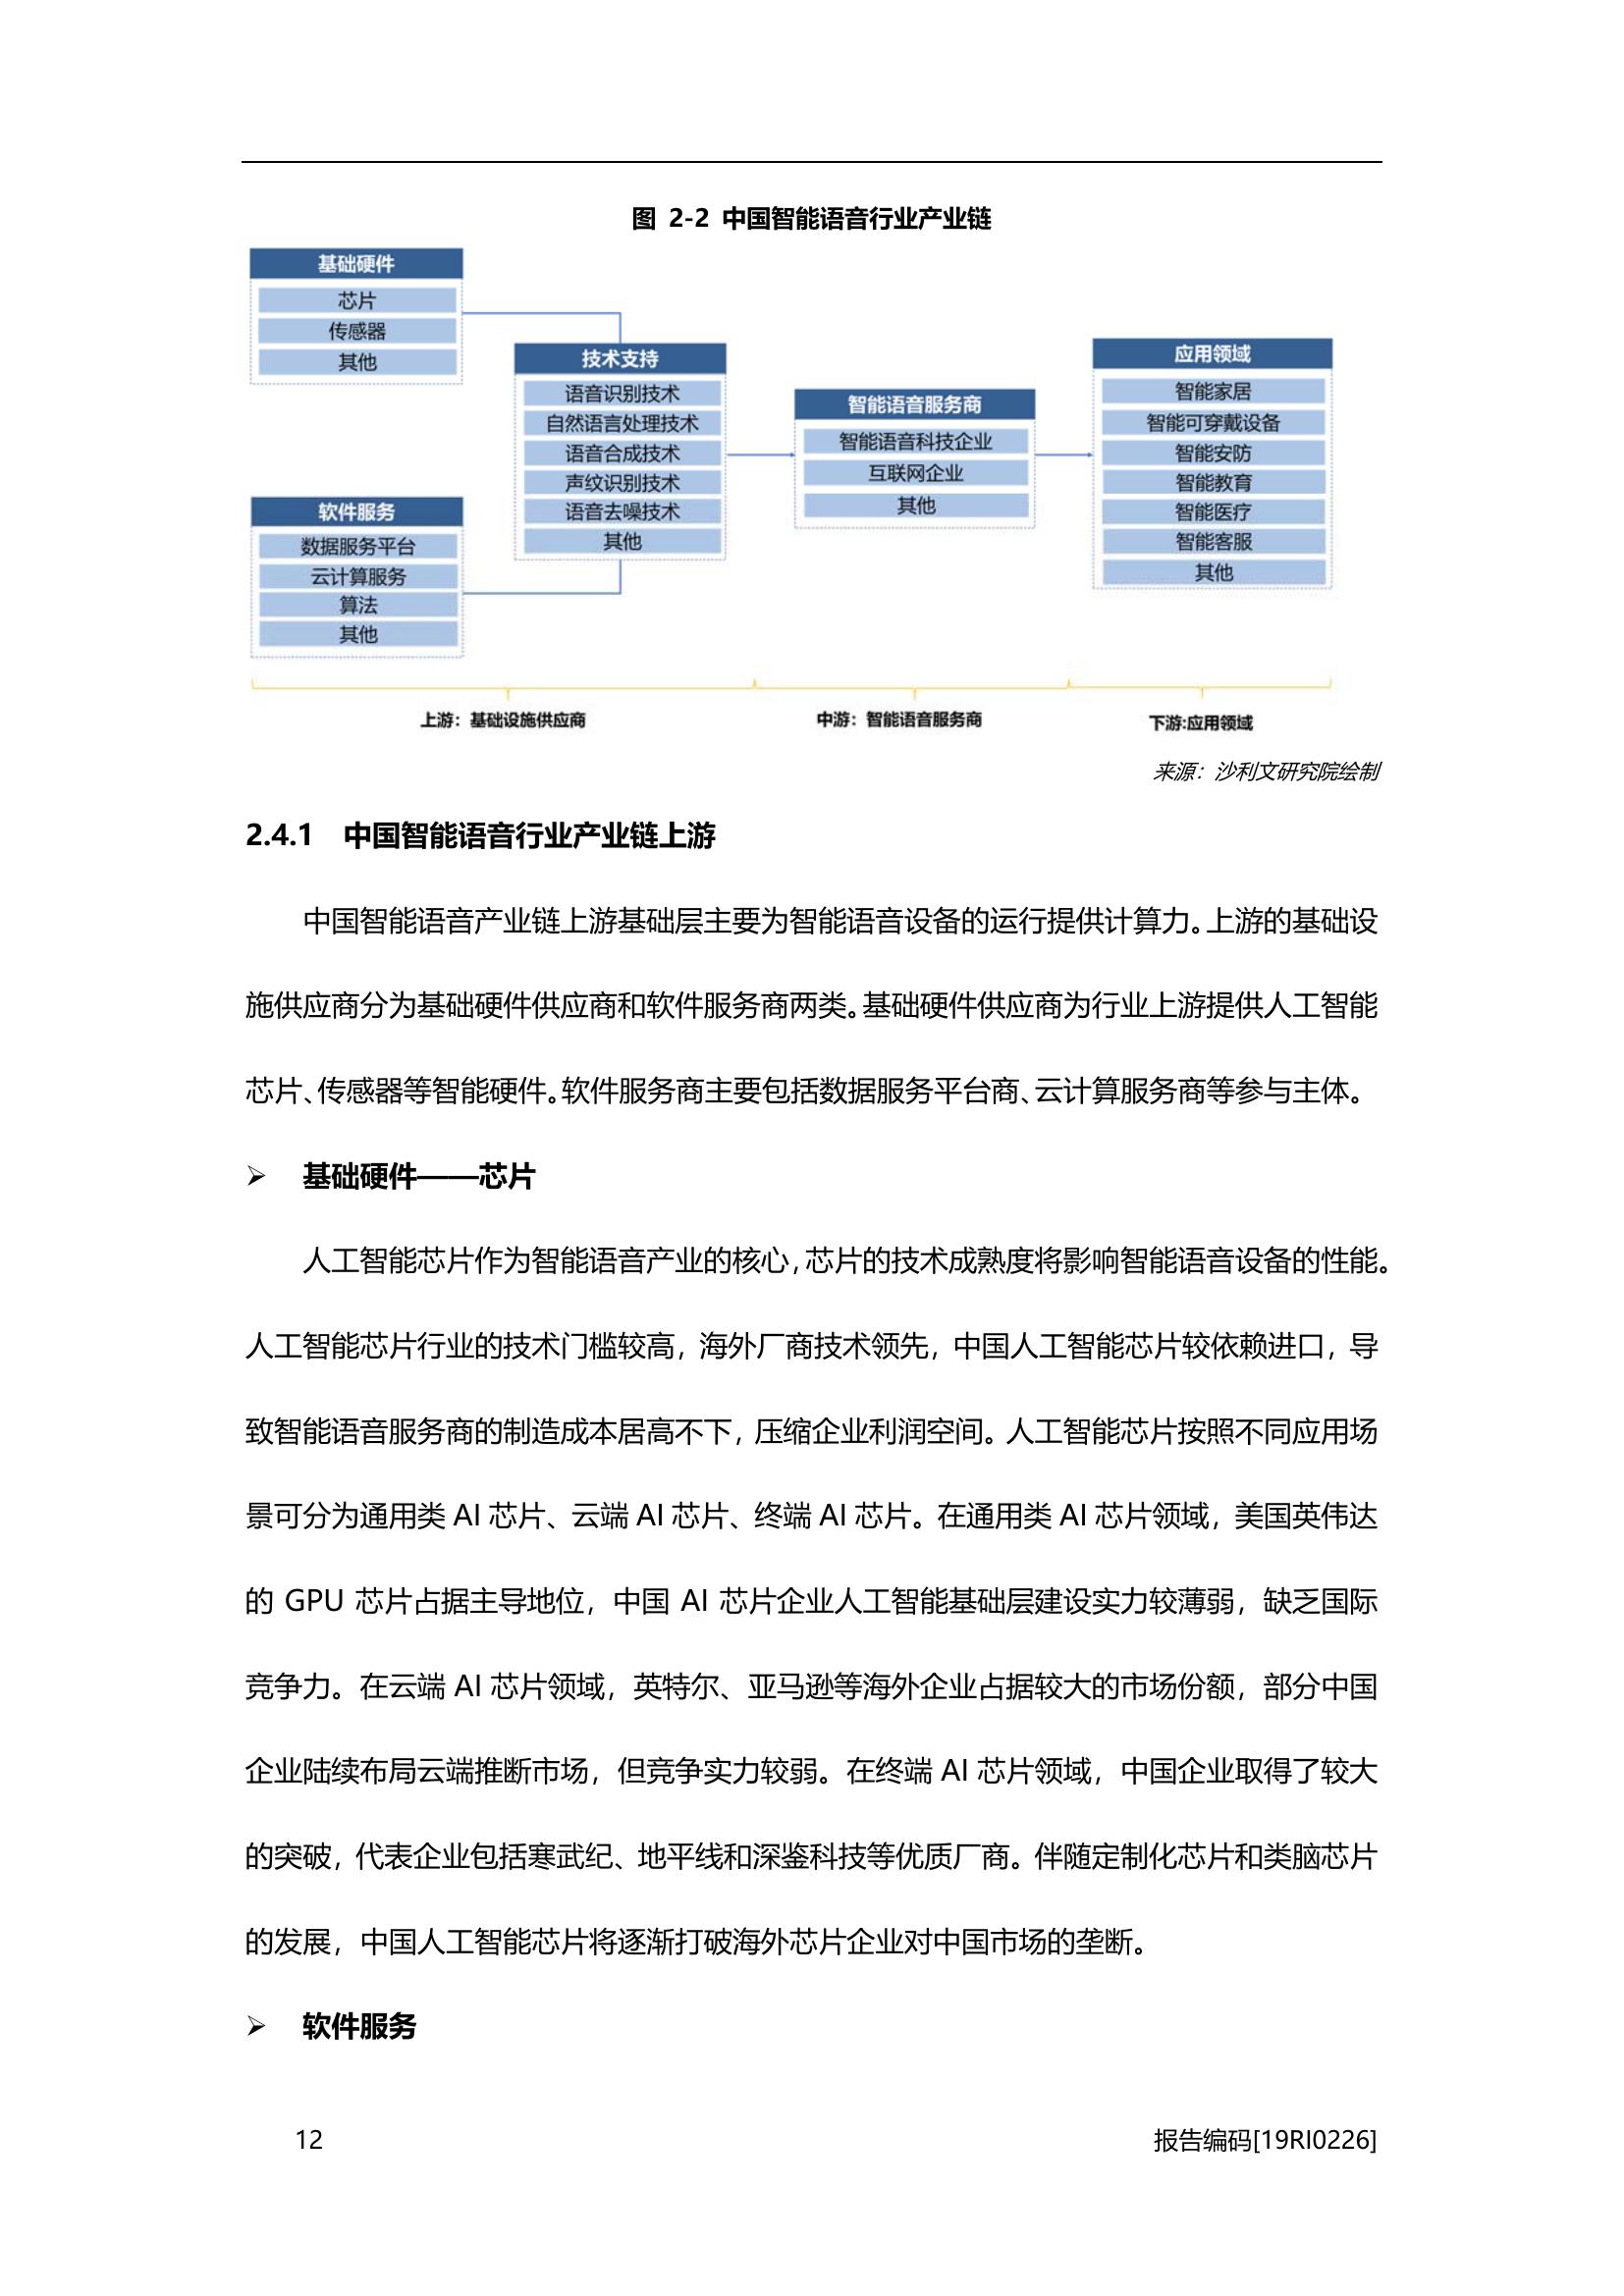 图 2-2 中国智能语音行业产业链
基础硬件
芯片
传感器
其他
软件服务
数据服务平台
云计算服务
算法
其他
技术支持
语音识别技术
自然语言处理技术
语音合成技术
声纹识别技术
语音去噪技术
其他
智能语音服务商
智能语音科技企业
互联网企业
其他
应用领域
智能家居
智能可穿戴设备
智能安防
智能教育
智能医疗
智能客服
其他
上游：基础设施供应商
中游：智能语音服务商
下游:应用领域
来源：沙利文研究院绘制
2.4.1 中国智能语音行业产业链上游
中国智能语音产业链上游基础层主要为智能语音设备的运行提供计算力。上游的基础设
施供应商分为基础硬件供应商和软件服务商两类。基础硬件供应商为行业上游提供人工智能
芯片、传感器等智能硬件。软件服务商主要包括数据服务平台商、云计算服务商等参与主体。
➢ 基础硬件——芯片
人工智能芯片作为智能语音产业的核心，芯片的技术成熟度将影响智能语音设备的性能。
人工智能芯片行业的技术门槛较高，海外厂商技术领先，中国人工智能芯片较依赖进口，导
致智能语音服务商的制造成本居高不下，压缩企业利润空间。人工智能芯片按照不同应用场
景可分为通用类 AI 芯片、云端 AI 芯片、终端 AI 芯片。在通用类 AI 芯片领域，美国英伟达
的 GPU 芯片占据主导地位，中国 AI 芯片企业人工智能基础层建设实力较薄弱，缺乏国际
竞争力。在云端 AI 芯片领域，英特尔、亚马逊等海外企业占据较大的市场份额，部分中国
企业陆续布局云端推断市场，但竞争实力较弱。在终端 AI 芯片领域，中国企业取得了较大
的突破，代表企业包括寒武纪、地平线和深鉴科技等优质厂商。伴随定制化芯片和类脑芯片
的发展，中国人工智能芯片将逐渐打破海外芯片企业对中国市场的垄断。
➢ 软件服务
12
报告编码[19RI0226]